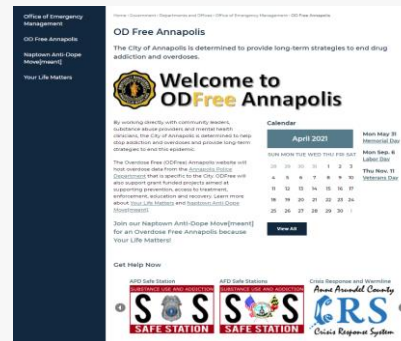 Office of Emergency
Management
OD Free Annapolis
Naptown Anti-Dope
Move[meant]
Your Life Matters
Home › Government › Departments and Offices › Office of Emergency Management › OD Free Annapolis
OD Free Annapolis
The City of Annapolis is determined to provide long-term strategies to end drug
addiction and overdoses.
Welcome to
ODFree Annapolis
By working directly with community leaders,
substance abuse providers and mental health
clinicians, the City of Annapolis is determined to help
stop addiction and overdoses and provide long-term
strategies to end this epidemic.
The Overdose Free (ODFree) Annapolis website will
host overdose data from the Annapolis Police
Department that is specific to the City. ODFree will
also support grant funded projects aimed at
supporting prevention, access to treatment,
enforcement, education and recovery. Learn more
about Your Life Matters and Naptown Anti-Dope
Move[meant].
Join our Naptown Anti-Dope Move[meant]
for an Overdose Free Annapolis because
Your Life Matters!
Calendar
April 2021
SUN MON TUE WED THU FRI SAT
28 29 30 31 1 2 3
4 5 6 7 8 9 10
11 12 13 14 15 16 17
18 19 20 21 22 23 24
25 26 27 28 29 30 1
View All
Mon May 31
Memorial Day
Mon Sep. 6
Labor Day
Thu Nov. 11
Veterans Day
Get Help Now
APD Safe Stations
SUBSTANCE USE AND ADDICTION
S S
SAFE STATION
AFD Safe Stations
SUBSTANCE USE AND ADDICTION
S S
SAFE STATION
Crisis Response and Warmline
Anne Arundel County
CRS
Crisis Response System